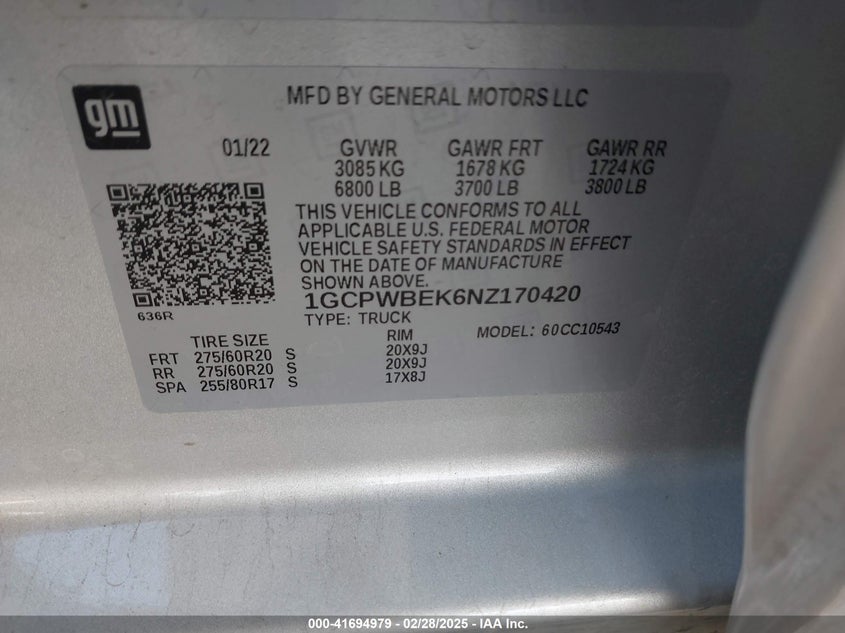 gm
MFD BY GENERAL MOTORS LLC
01/22 GVWR GAWR FRT GAWR RR
3085 KG 1678 KG 1724 KG
6800 LB 3700 LB 3800 LB
THIS VEHICLE CONFORMS TO ALL
APPLICABLE U.S. FEDERAL MOTOR
VEHICLE SAFETY STANDARDS IN EFFECT
ON THE DATE OF MANUFACTURE
SHOWN ABOVE.
1GCPWBEK6NZ170420
636R
TYPE: TRUCK MODEL: 60CC10543
TIRE SIZE RIM
FRT 275/60R20 S 20X9J
RR 275/60R20 S 20X9J
SPA 255/80R17 S 17X8J
000-41694979 - 02/28/2025 - IAA Inc.